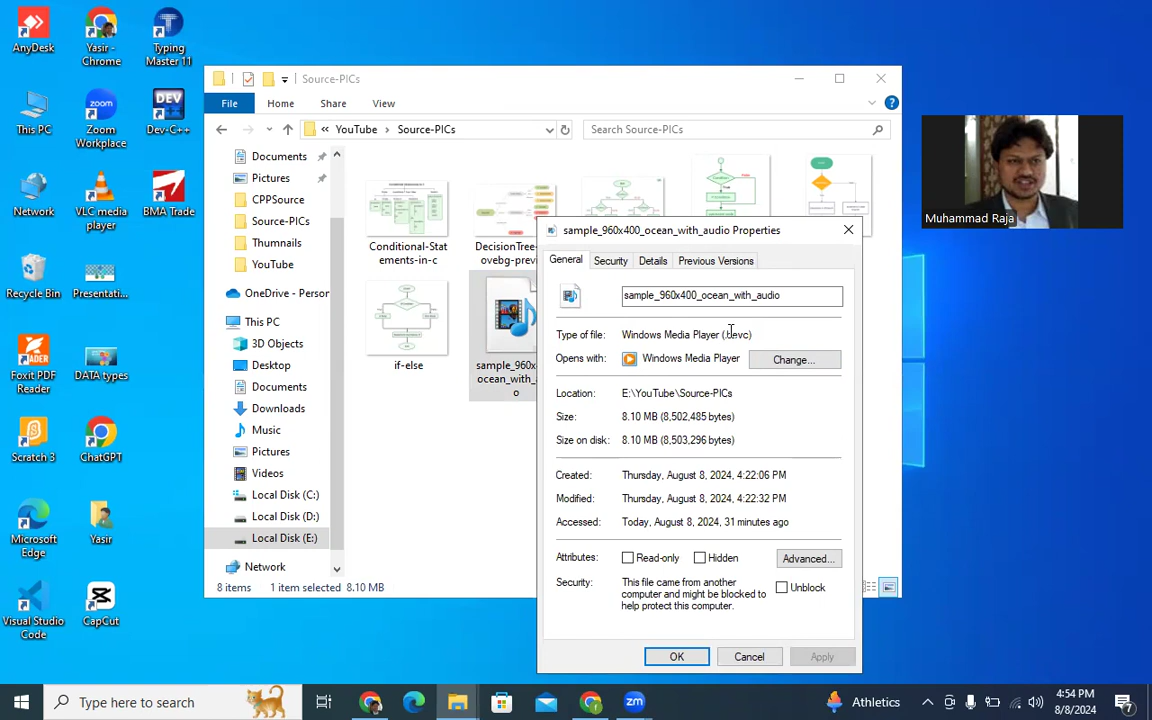 AnyDesk
Yasir -
Chrome
Typing
Master 11
This PC
Zoom
Workplace
Dev-C++
Network
VLC media
player
BMA Trade
Recycle Bin
Presentati...
Foxit PDF
Reader
DATA types
Scratch 3
ChatGPT
Microsoft
Edge
Yasir
Visual Studio
Code
CapCut
Source-PICs
File
Home
Share
View
YouTube
Source-PICs
Search Source-PICs
Documents
Pictures
CPPSource
Source-PICs
Thumnails
YouTube
OneDrive - Person
This PC
3D Objects
Desktop
Documents
Downloads
Music
Pictures
Videos
Local Disk (C:)
Local Disk (D:)
Local Disk (E:)
Network
8 items
1 item selected 8.10 MB
Conditional-Stat
ements-in-c
DecisionTree-
ovebg-prev
if-else
sample_960x
ocean_with_a
o
sample_960x400_ocean_with_audio Properties
General
Security
Details
Previous Versions
sample_960x400_ocean_with_audio
Type of file:
Windows Media Player
Opens with:
Windows Media Player
Change...
Location:
E:\YouTube\Source-PICs
Size:
8.10 MB (8,502,485 bytes)
Size on disk:
8.10 MB (8,503,296 bytes)
Created:
Thursday, August 8, 2024, 4:22:06 PM
Modified:
Thursday, August 8, 2024, 4:22:32 PM
Accessed:
Today, August 8, 2024, 31 minutes ago
Attributes:
Read-only
Hidden
Advanced...
Security:
This file came from another
computer and might be blocked to
help protect this computer.
Unblock
OK
Cancel
Apply
Muhammad Raja
Type here to search
Athletics
4:54 PM
8/8/2024
7